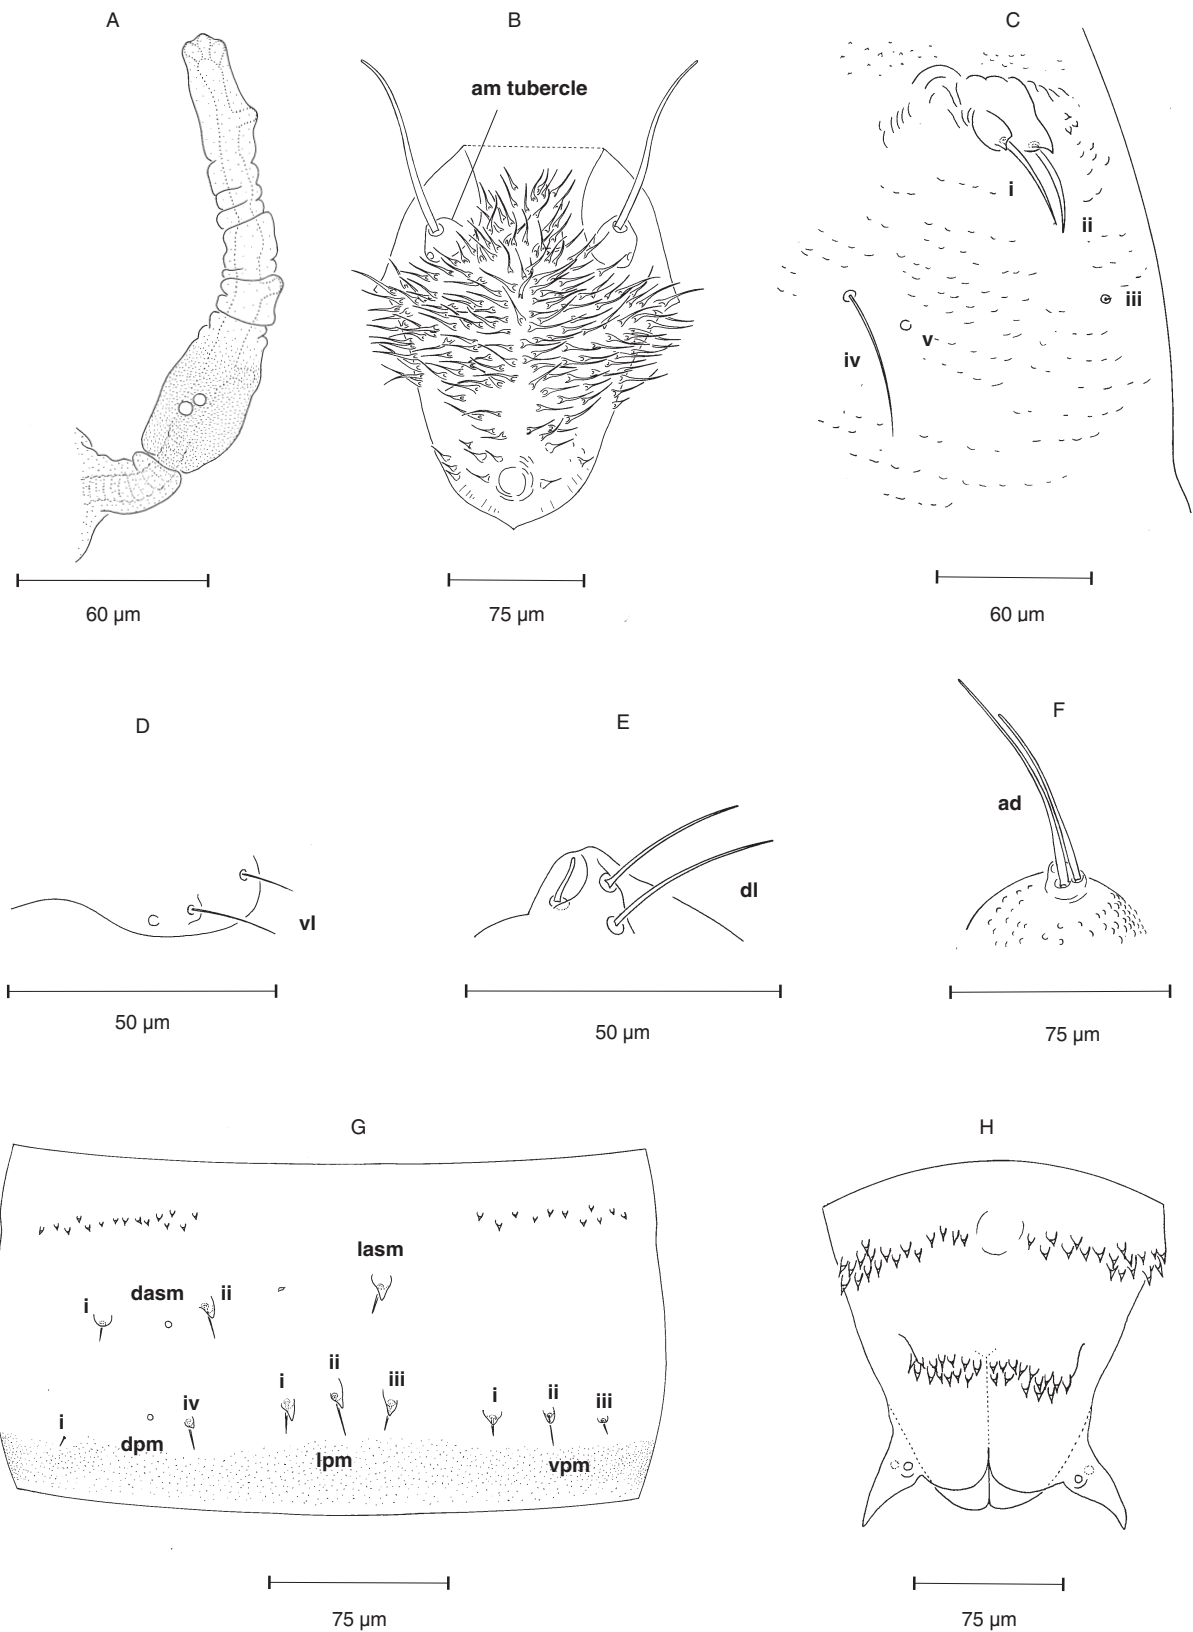 A
B
C
am tubercle
i
ii
iii
iv
v
60 µm
75 µm
60 µm
D
E
F
ad
dl
vl
50 µm
50 µm
75 µm
G
H
lasm
i
dasm
ii
i
ii
iii
i
ii
iii
i
iv
dpm
lpm
vpm
75 µm
75 µm